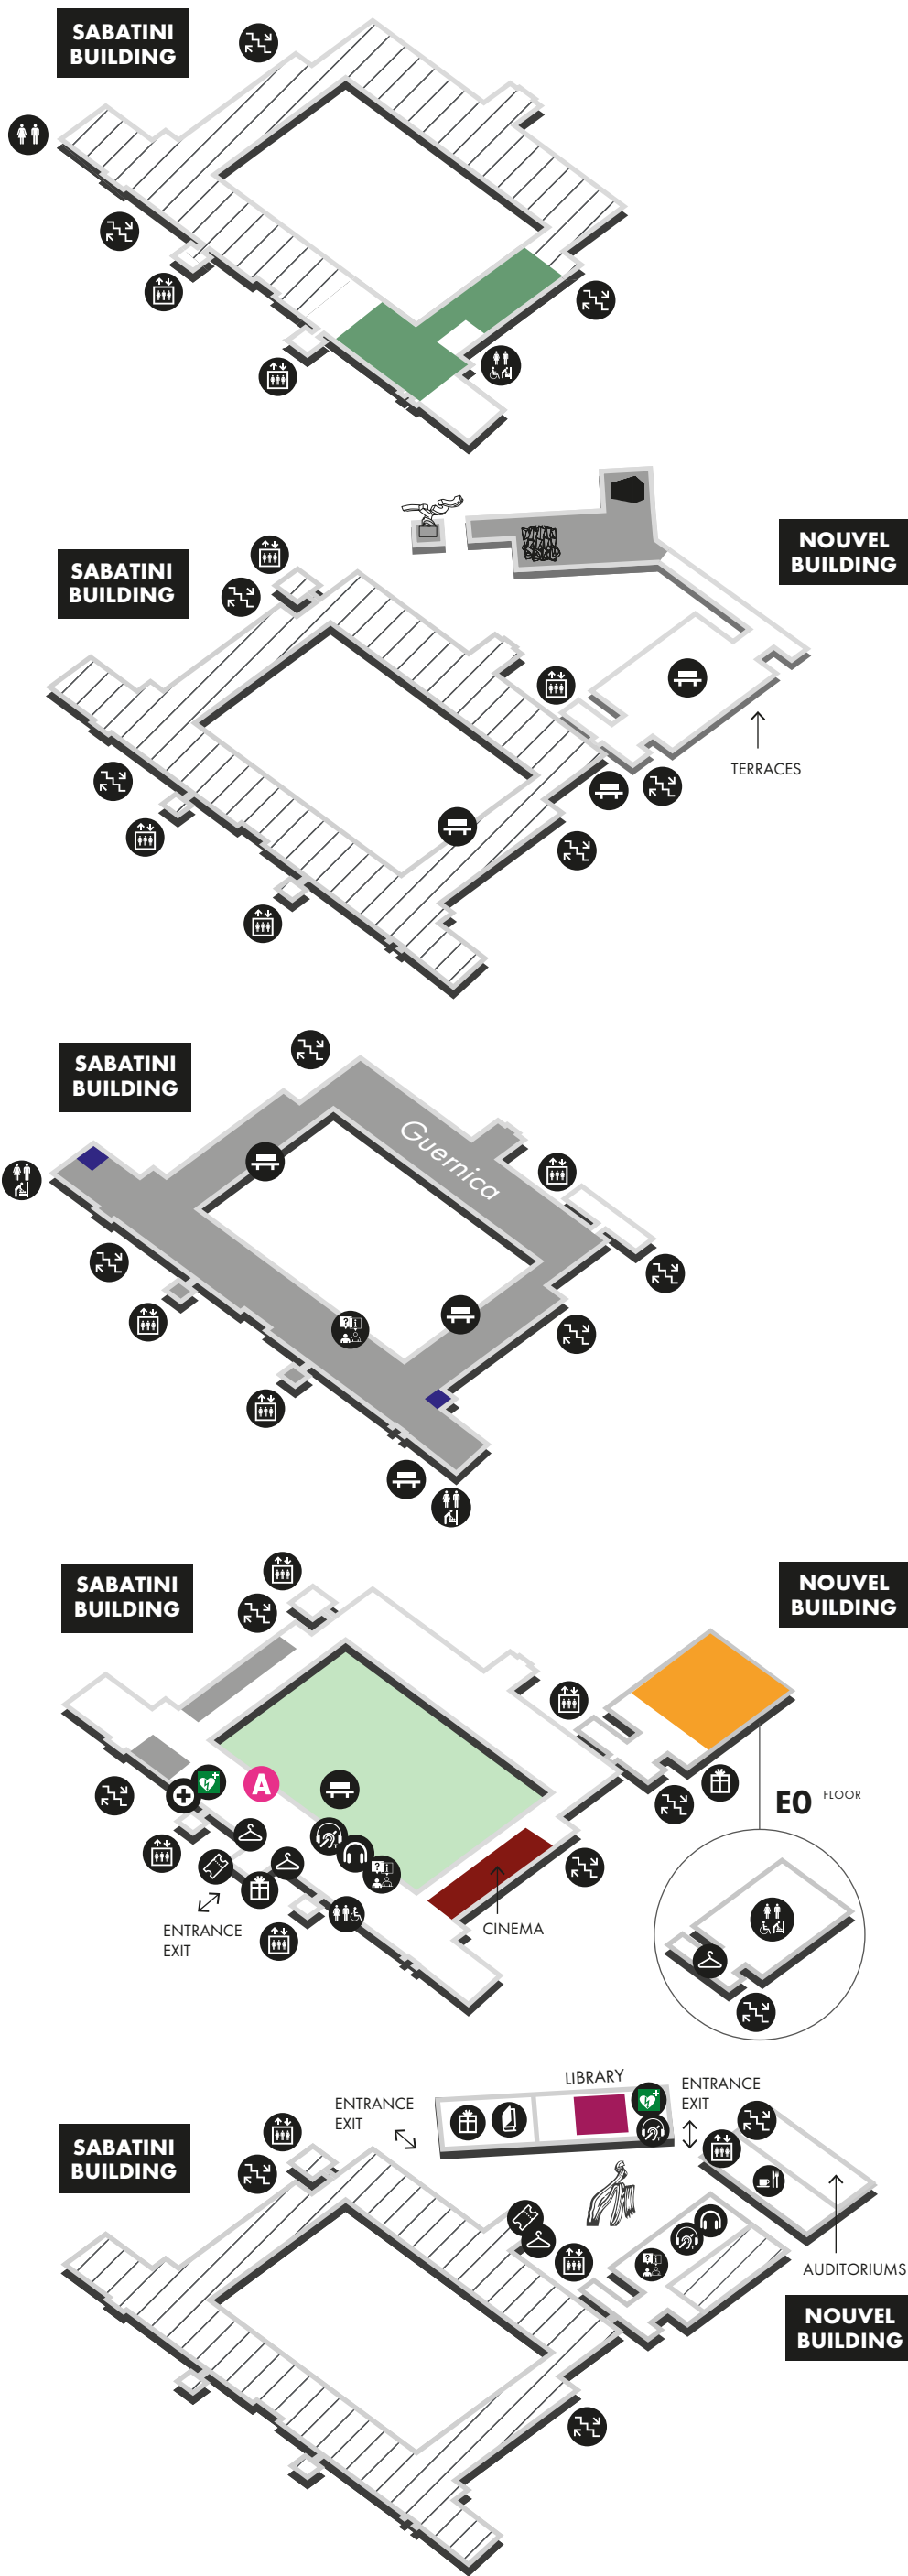 SABATINI
BUILDING
NOUVEL
BUILDING
SABATINI
BUILDING
TERRACES
SABATINI
BUILDING
Guernica
SABATINI
BUILDING
NOUVEL
BUILDING
A
E0 FLOOR
ENTRANCE
EXIT
CINEMA
LIBRARY
ENTRANCE
EXIT
ENTRANCE
EXIT
SABATINI
BUILDING
AUDITORIUMS
NOUVEL
BUILDING